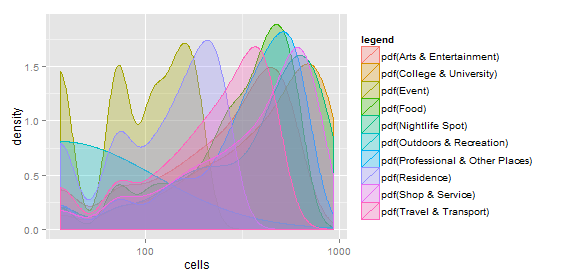 legend
pdf(Arts & Entertainment)
pdf(College & University)
pdf(Event)
pdf(Food)
pdf(Nightlife Spot)
pdf(Outdoors & Recreation)
pdf(Professional & Other Places)
pdf(Residence)
pdf(Shop & Service)
pdf(Travel & Transport)
density
1.5
1.0
0.5
0.0
100
1000
cells